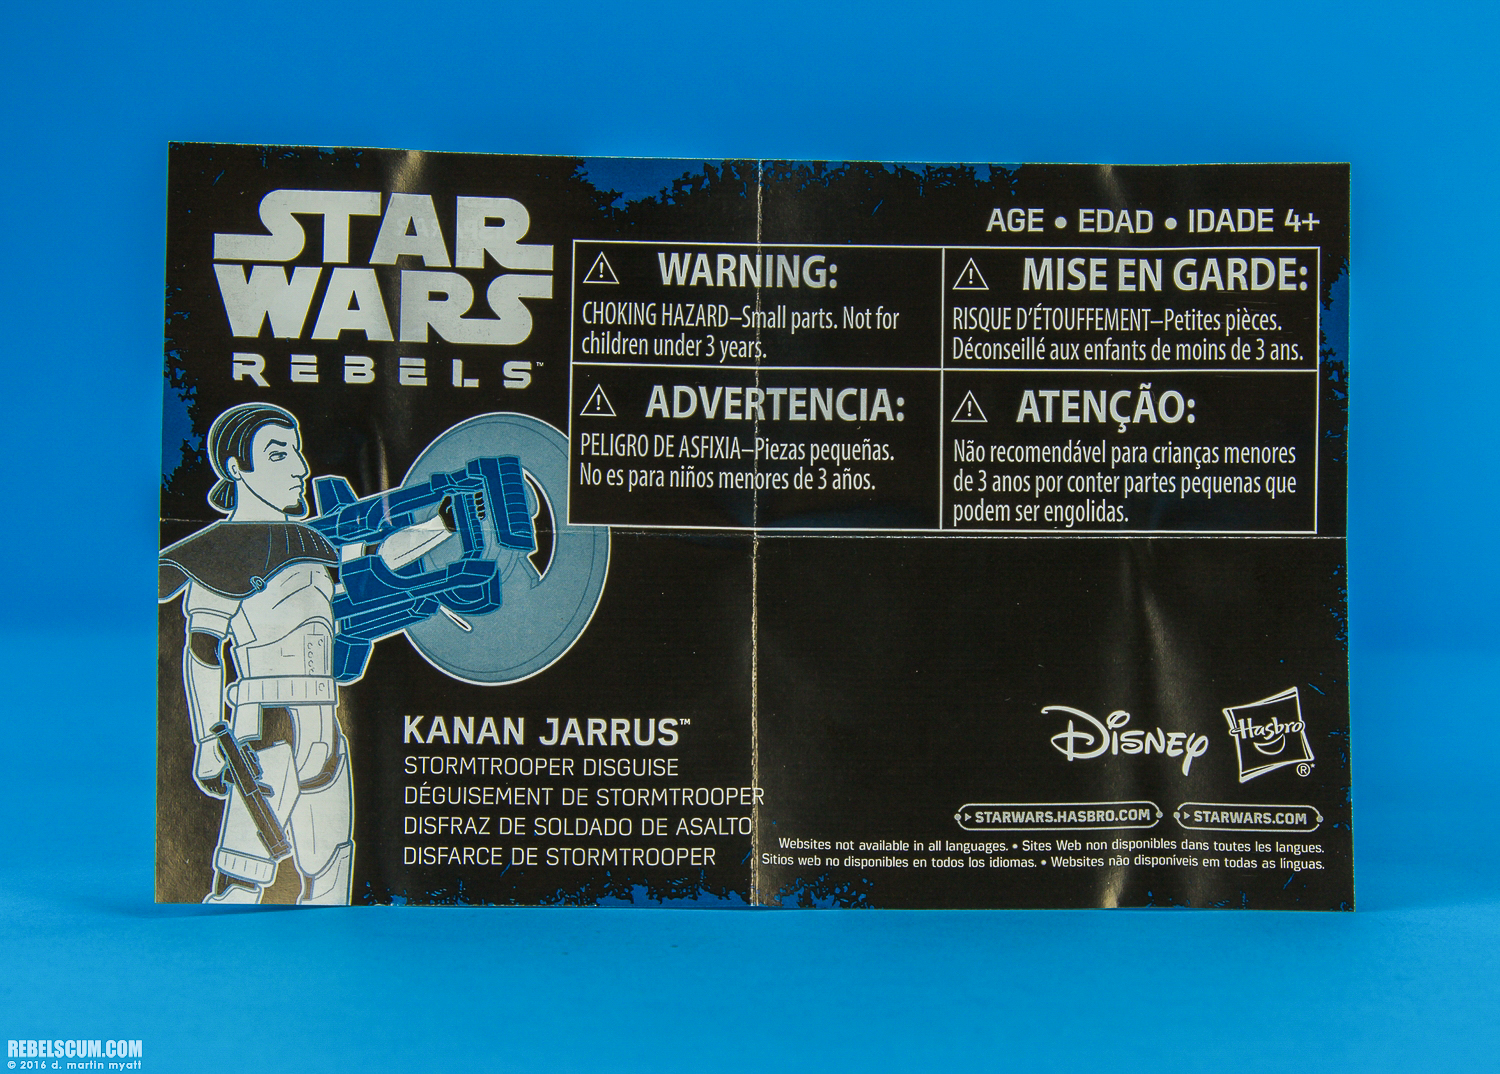 STAR
WARS
REBELS™
AGE • EDAD • IDADE 4+
WARNING:
CHOKING HAZARD–Small parts. Not for
children under 3 years.
MISE EN GARDE:
RISQUE D'ÉTOUFFEMENT–Petites pièces.
Déconseillé aux enfants de moins de 3 ans.
ADVERTENCIA:
PELIGRO DE ASFIXIA–Piezas pequeñas.
No es para niños menores de 3 años.
ATENÇÃO:
Não recomendável para crianças menores
de 3 anos por conter partes pequenas que
podem ser engolidas.
KANAN JARRUS™
STORMTROOPER DISGUISE
DÉGUISEMENT DE STORMTROOPER
DISFRAZ DE SOLDADO DE ASALTO
DISFARCE DE STORMTROOPER
Disney
Hasbro
®*
STARWARS.HASBRO.COM
STARWARS.COM
Websites not available in all languages. • Sites Web non disponibles dans toutes les langues.
Sitios web no disponibles en todos los idiomas. • Websites não disponíveis em todas as línguas.
REBELSCUM.COM
© 2016 d. martin myatt